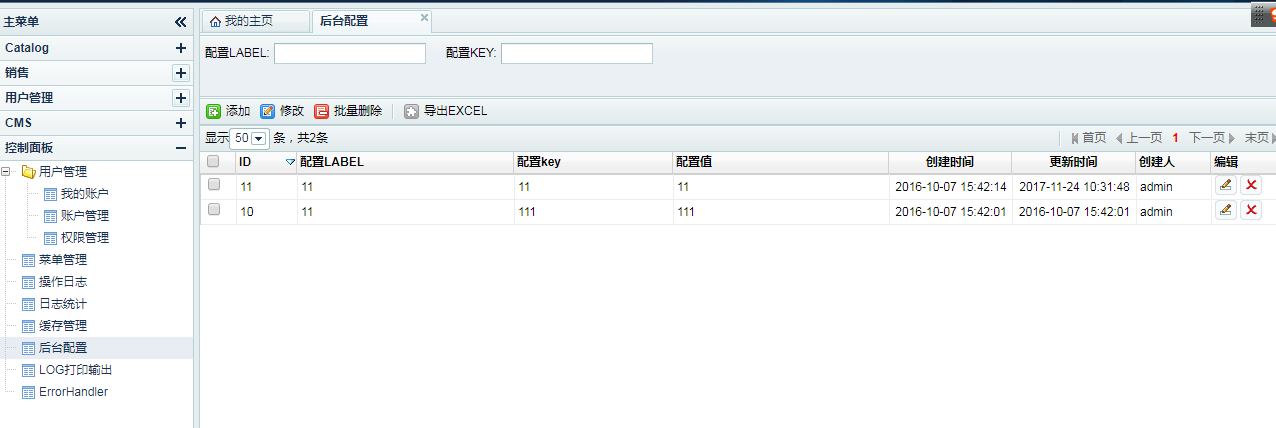 主菜单
Catalog
销售
用户管理
CMS
控制面板
用户管理
我的账户
账户管理
权限管理
菜单管理
操作日志
日志统计
缓存管理
后台配置
LOG打印输出
ErrorHandler
我的主页 后台配置
配置LABEL: 配置KEY:
添加 修改 批量删除 导出EXCEL
显示 50 条，共2条 首页 上一页 1 下一页 末页
ID 配置LABEL 配置key 配置值 创建时间 更新时间 创建人 编辑
11 11 11 11 2016-10-07 15:42:14 2017-11-24 10:31:48 admin
10 11 111 111 2016-10-07 15:42:01 2016-10-07 15:42:01 admin